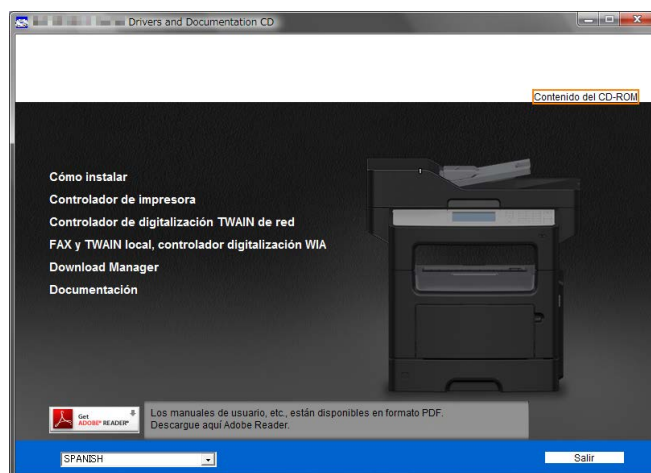 Drivers and Documentation CD
Contenido del CD-ROM
Cómo instalar
Controlador de impresora
Controlador de digitalización TWAIN de red
FAX y TWAIN local, controlador digitalización WIA
Download Manager
Documentación
Get
ADOBE® READER®
Los manuales de usuario, etc., están disponibles en formato PDF.
Descargue aquí Adobe Reader.
SPANISH
Salir